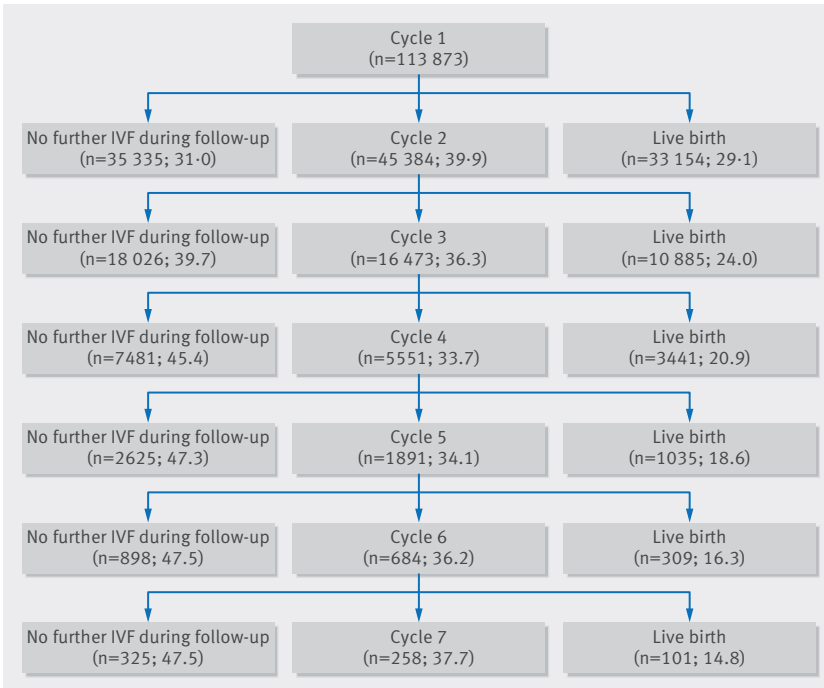 Cycle 1
(n=113 873)
No further IVF during follow-up
(n=35 335; 31·0)
Cycle 2
(n=45 384; 39·9)
Live birth
(n=33 154; 29·1)
No further IVF during follow-up
(n=18 026; 39.7)
Cycle 3
(n=16 473; 36.3)
Live birth
(n=10 885; 24.0)
No further IVF during follow-up
(n=7481; 45.4)
Cycle 4
(n=5551; 33.7)
Live birth
(n=3441; 20.9)
No further IVF during follow-up
(n=2625; 47.3)
Cycle 5
(n=1891; 34.1)
Live birth
(n=1035; 18.6)
No further IVF during follow-up
(n=898; 47.5)
Cycle 6
(n=684; 36.2)
Live birth
(n=309; 16.3)
No further IVF during follow-up
(n=325; 47.5)
Cycle 7
(n=258; 37.7)
Live birth
(n=101; 14.8)